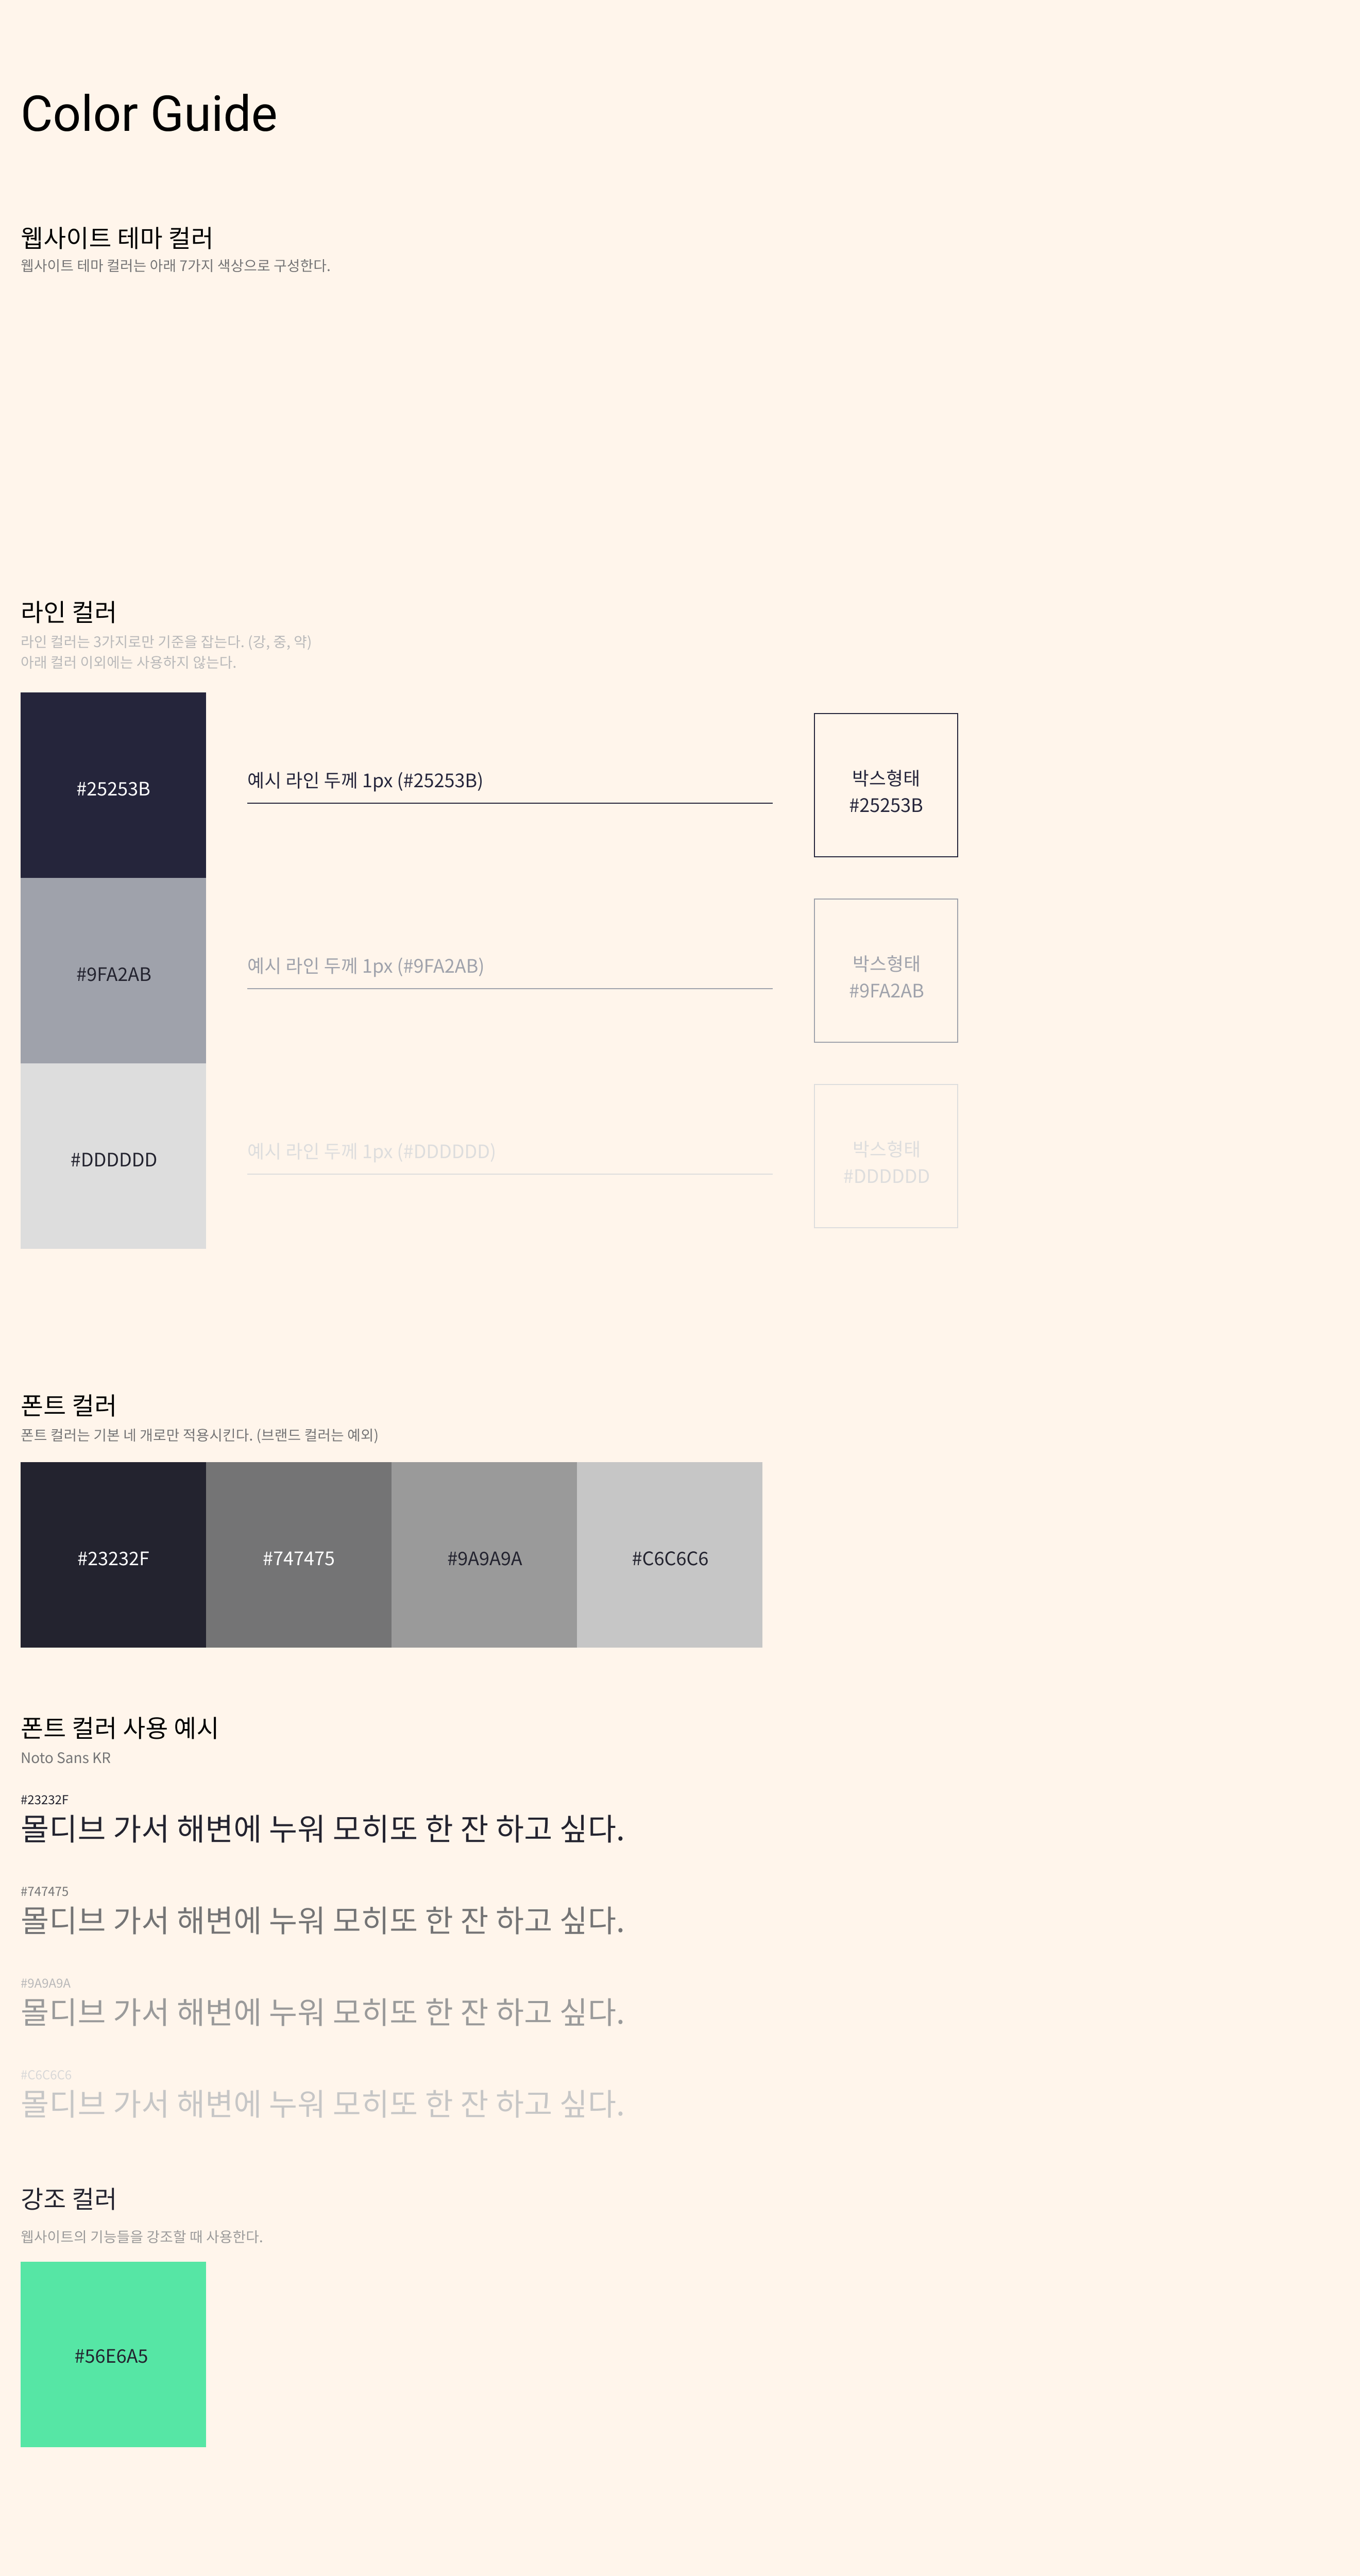 Color Guide
웹사이트 테마 컬러
웹사이트 테마 컬러는 아래 7가지 색상으로 구성한다.
라인 컬러
라인 컬러는 3가지로만 기준을 잡는다. (강, 중, 약)
아래 컬러 이외에는 사용하지 않는다.
#25253B
예시 라인 두께 1px (#25253B)
박스형태
#25253B
#9FA2AB
예시 라인 두께 1px (#9FA2AB)
박스형태
#9FA2AB
#DDDDDD
예시 라인 두께 1px (#DDDDDD)
박스형태
#DDDDDD
폰트 컬러
폰트 컬러는 기본 네 개로만 적용시킨다. (브랜드 컬러는 예외)
#23232F
#747475
#9A9A9A
#C6C6C6
폰트 컬러 사용 예시
Noto Sans KR
#23232F
몰디브 가서 해변에 누워 모히또 한 잔 하고 싶다.
#747475
몰디브 가서 해변에 누워 모히또 한 잔 하고 싶다.
#9A9A9A
몰디브 가서 해변에 누워 모히또 한 잔 하고 싶다.
#C6C6C6
몰디브 가서 해변에 누워 모히또 한 잔 하고 싶다.
강조 컬러
웹사이트의 기능들을 강조할 때 사용한다.
#56E6A5